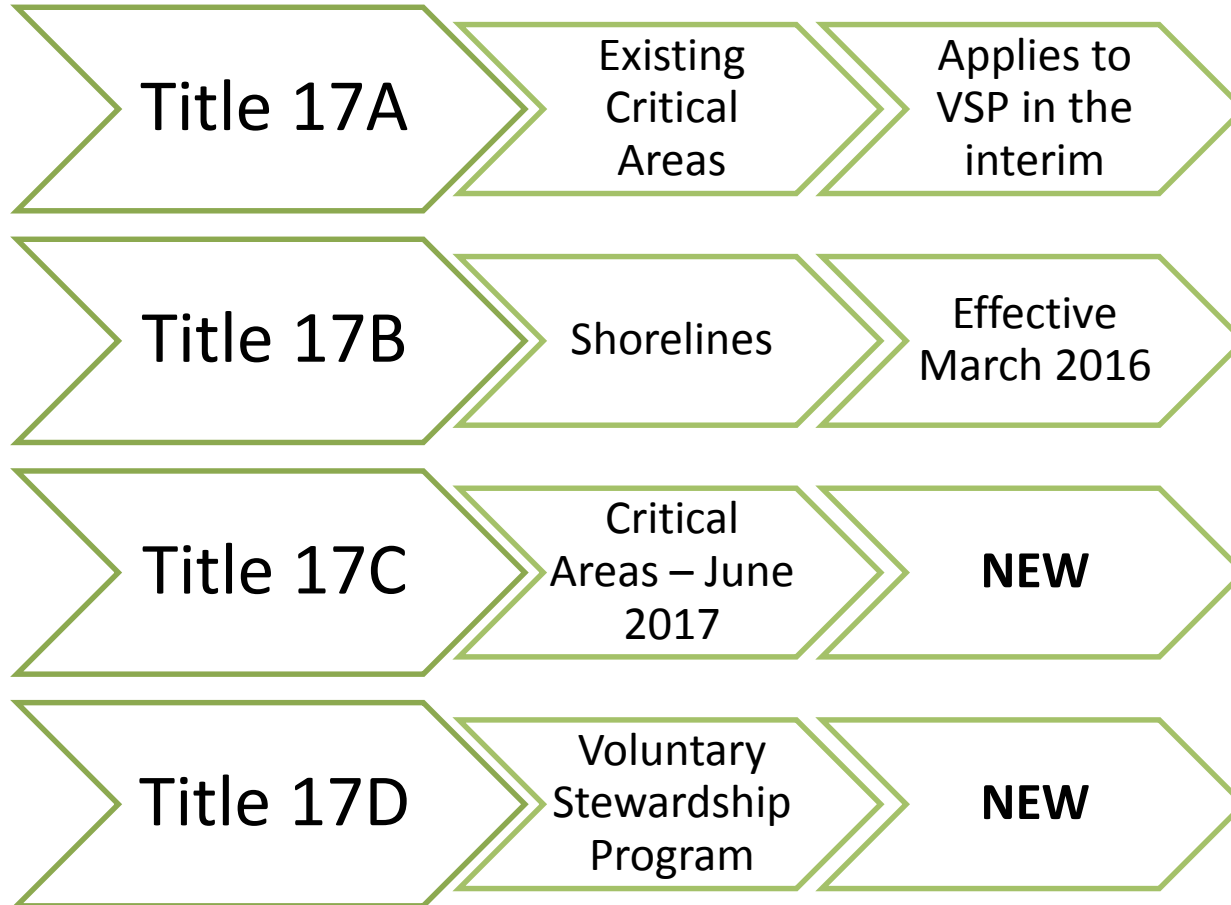 Title 17A
Existing
Critical
Areas
Applies to
VSP in the
interim
Title 17B
Shorelines
Effective
March 2016
Title 17C
Critical
Areas – June
2017
NEW
Title 17D
Voluntary
Stewardship
Program
NEW